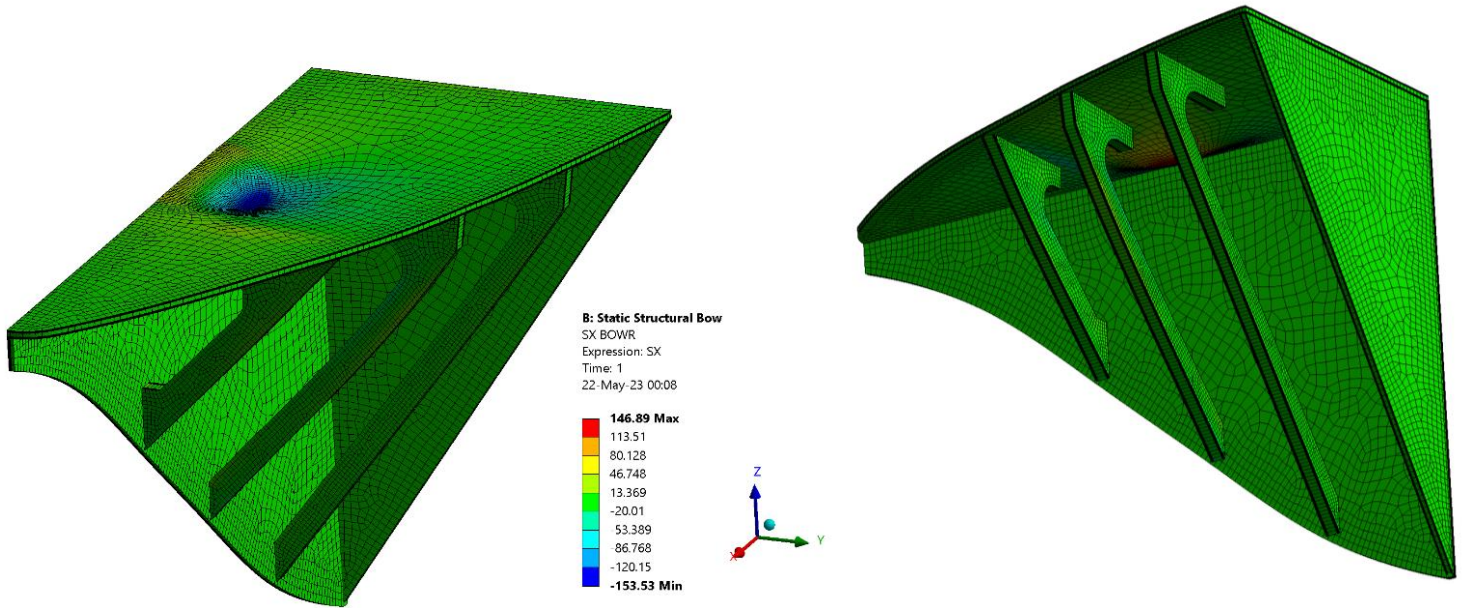 B: Static Structural Bow
SX BOWR
Expression: SX
Time: 1
22-May-23 00:08
146.89 Max
113.51
80.128
46.748
13.369
-20.01
-53.389
-86.768
-120.15
-153.53 Min
Z
Y
X